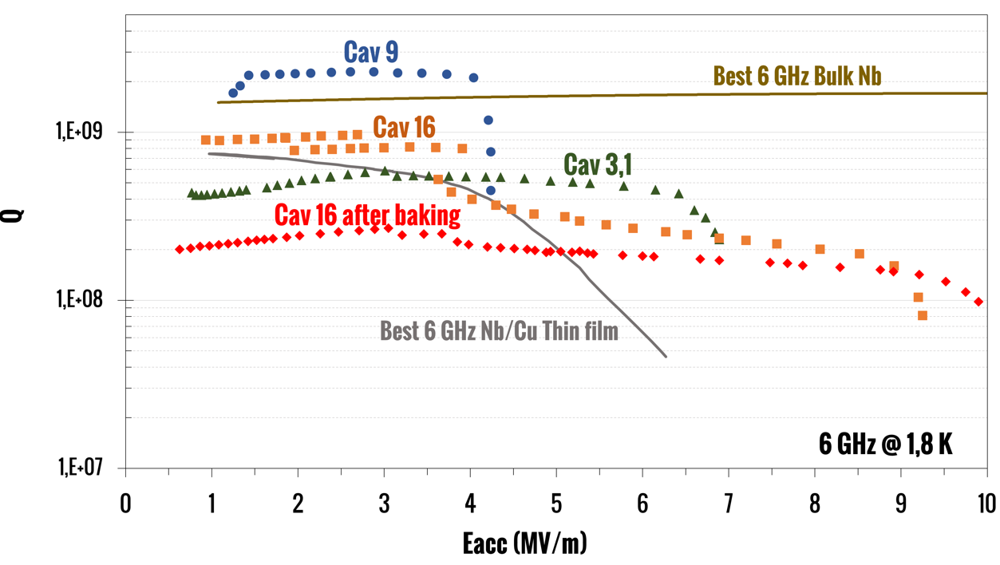 Cav 9
Best 6 GHz Bulk Nb
1,E+09
Cav 16
Cav 3,1
Q
Cav 16 after baking
1,E+08
Best 6 GHz Nb/Cu Thin film
6 GHz @ 1,8 K
1,E+07
0 1 2 3 4 5 6 7 8 9 10
Eacc (MV/m)